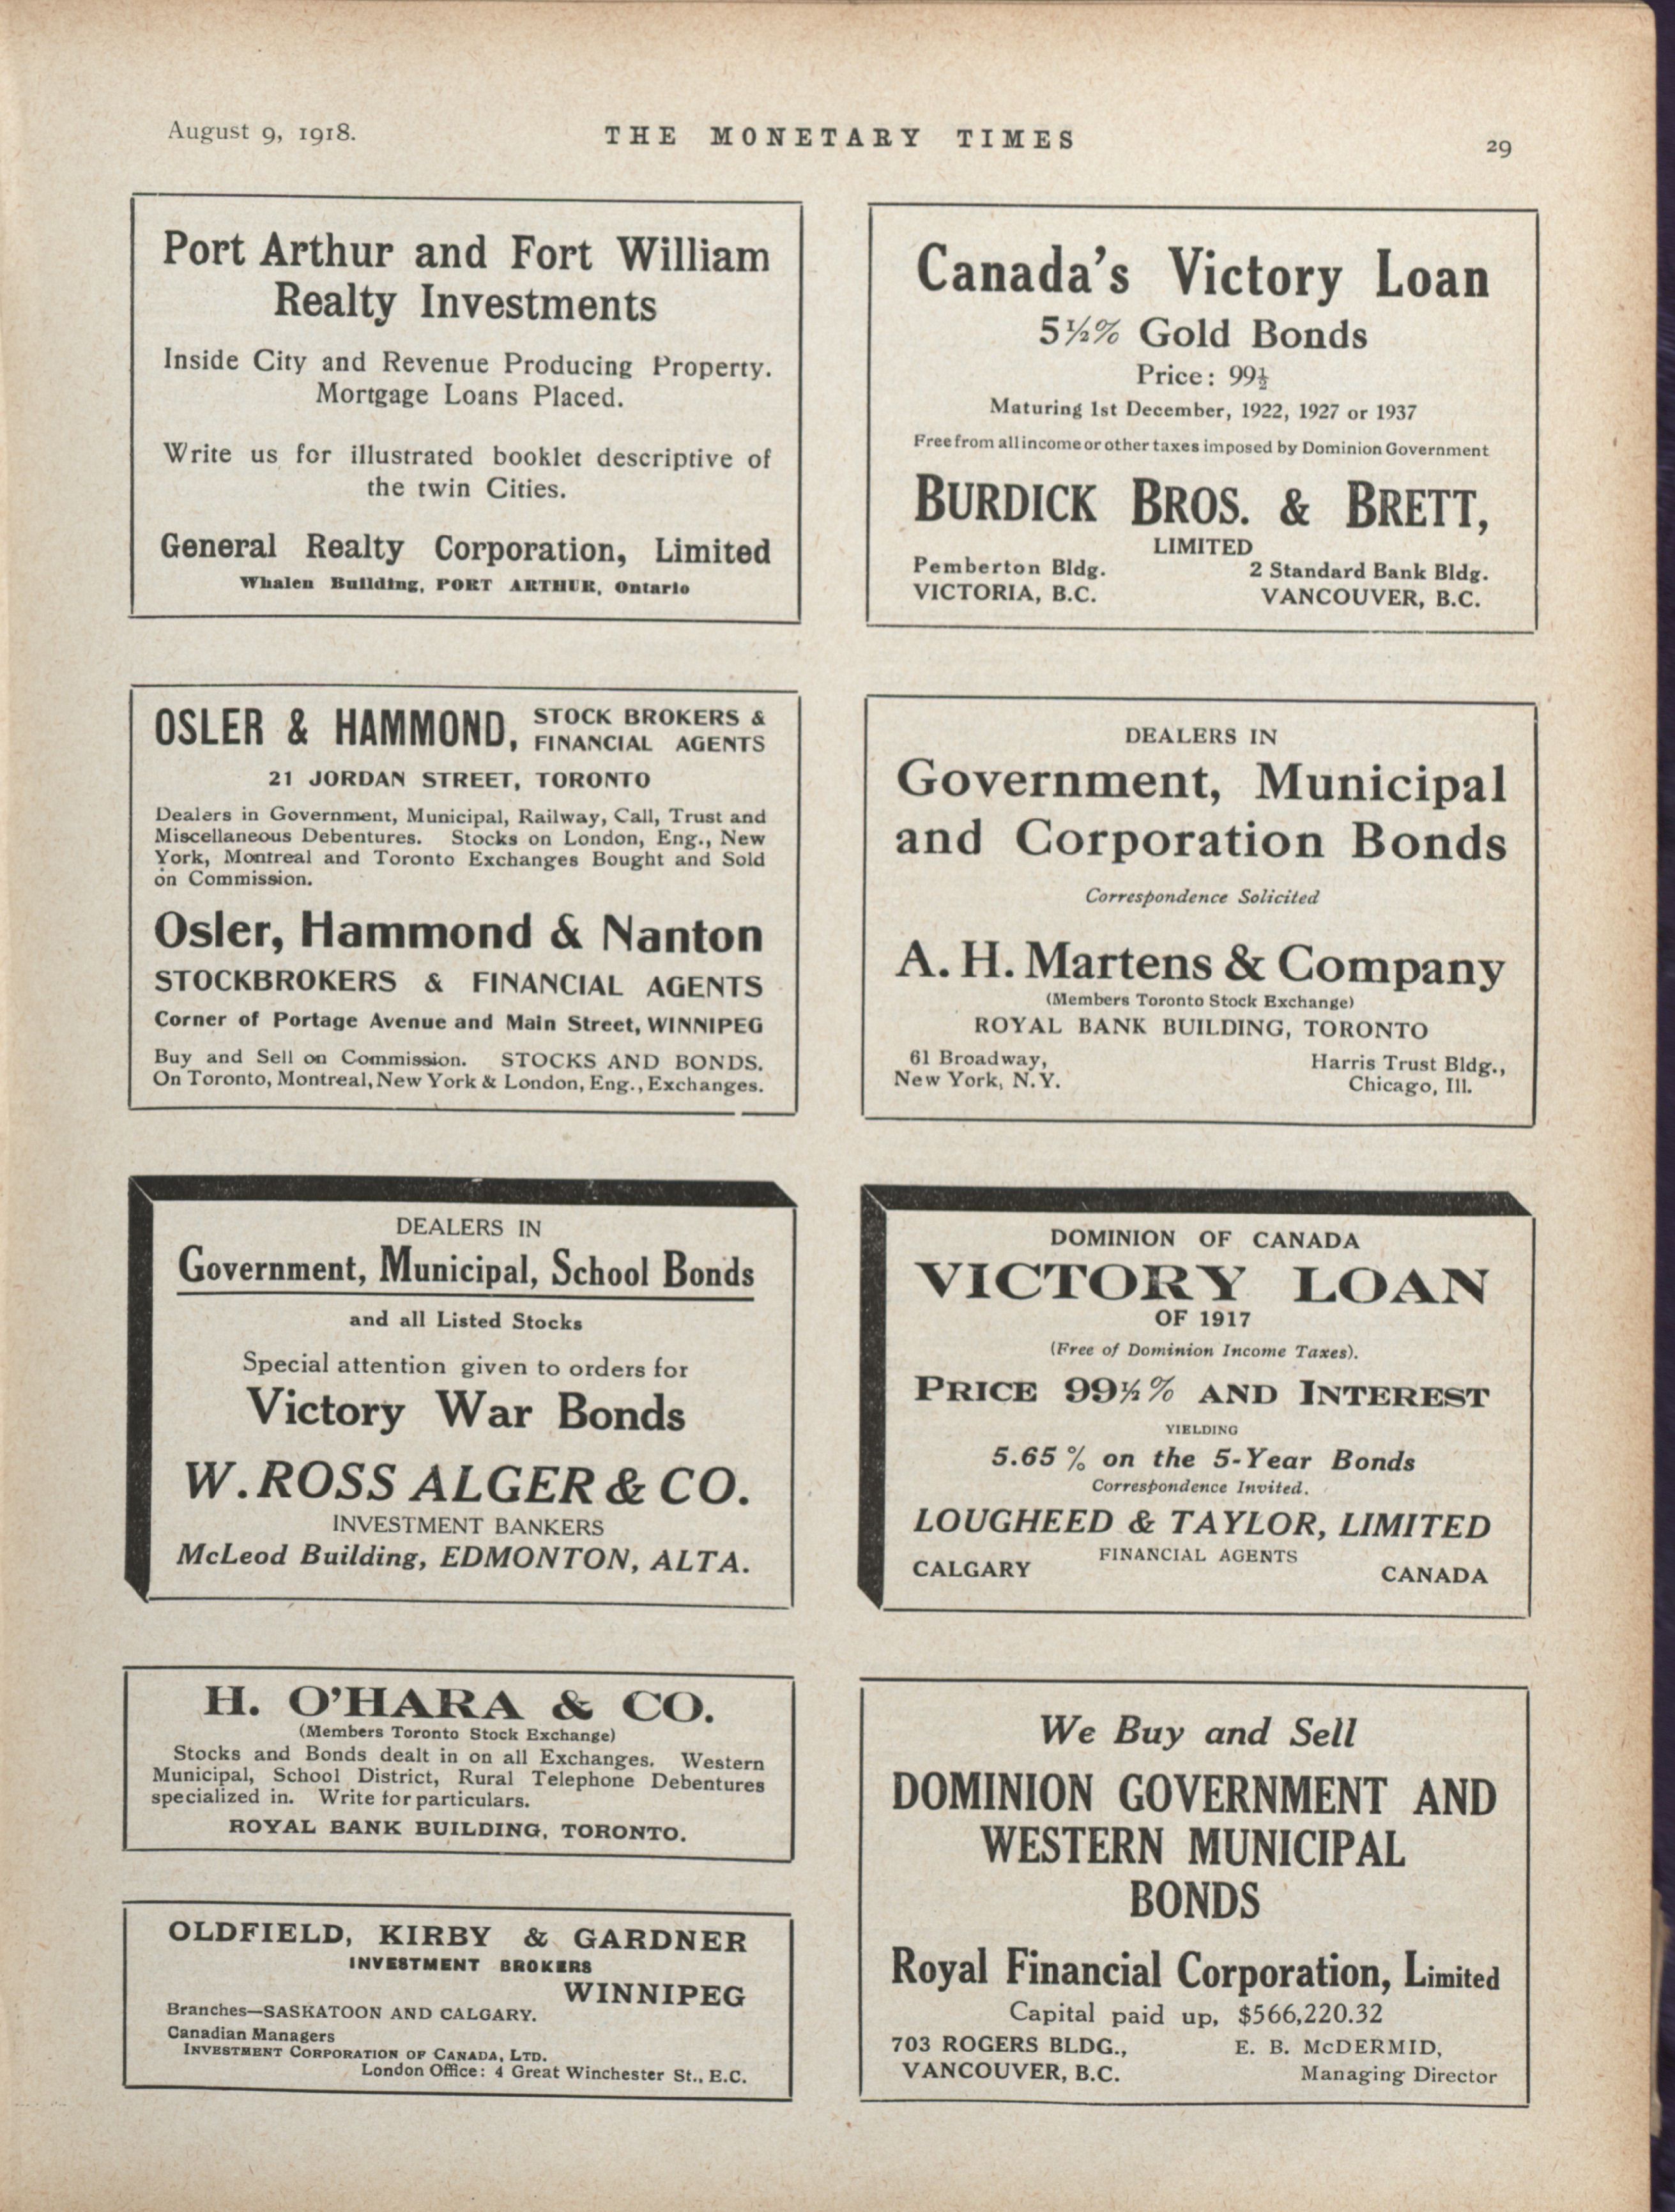 August 9, 1918.
THE MONETARY TIMES
29
Port Arthur and Fort William
Realty Investments
Inside City and Revenue Producing Property.
Mortgage Loans Placed.
Write us for illustrated booklet descriptive of
the twin Cities.
General Realty Corporation, Limited
Whalen Building, PORT ARTHUR, Ontario
Canada's Victory Loan
5½% Gold Bonds
Price: 99½
Maturing 1st December, 1922, 1927 or 1937
Free from all income or other taxes imposed by Dominion Government
BURDICK BROS. & BRETT,
LIMITED
Pemberton Bldg.
VICTORIA, B.C.
2 Standard Bank Bldg.
VANCOUVER, B.C.
OSLER & HAMMOND,
STOCK BROKERS &
FINANCIAL AGENTS
21 JORDAN STREET, TORONTO
Dealers in Government, Municipal, Railway, Call, Trust and
Miscellaneous Debentures. Stocks on London, Eng., New
York, Montreal and Toronto Exchanges Bought and Sold
on Commission.
Osler, Hammond & Nanton
STOCKBROKERS & FINANCIAL AGENTS
Corner of Portage Avenue and Main Street, WINNIPEG
Buy and Sell on Commission. STOCKS AND BONDS.
On Toronto, Montreal, New York & London, Eng., Exchanges.
DEALERS IN
Government, Municipal
and Corporation Bonds
Correspondence Solicited
A. H. Martens & Company
(Members Toronto Stock Exchange)
ROYAL BANK BUILDING, TORONTO
61 Broadway,
New York, N.Y.
Harris Trust Bldg.,
Chicago, Ill.
DEALERS IN
Government, Municipal, School Bonds
and all Listed Stocks
Special attention given to orders for
Victory War Bonds
W. ROSS ALGER & CO.
INVESTMENT BANKERS
McLeod Building, EDMONTON, ALTA.
DOMINION OF CANADA
VICTORY LOAN
OF 1917
(Free of Dominion Income Taxes).
PRICE 99½% AND INTEREST
YIELDING
5.65% on the 5-Year Bonds
Correspondence Invited.
LOUGHEED & TAYLOR, LIMITED
FINANCIAL AGENTS
CALGARY
CANADA
H. O'HARA & CO.
(Members Toronto Stock Exchange)
Stocks and Bonds dealt in on all Exchanges. Western
Municipal, School District, Rural Telephone Debentures
specialized in. Write for particulars.
ROYAL BANK BUILDING, TORONTO.
OLDFIELD, KIRBY & GARDNER
INVESTMENT BROKERS
WINNIPEG
Branches—SASKATOON AND CALGARY.
Canadian Managers
INVESTMENT CORPORATION OF CANADA, LTD.
London Office: 4 Great Winchester St., E.C.
We Buy and Sell
DOMINION GOVERNMENT AND
WESTERN MUNICIPAL
BONDS
Royal Financial Corporation, Limited
Capital paid up, $566,220.32
703 ROGERS BLDG.,
VANCOUVER, B.C.
E. B. McDERMID,
Managing Director